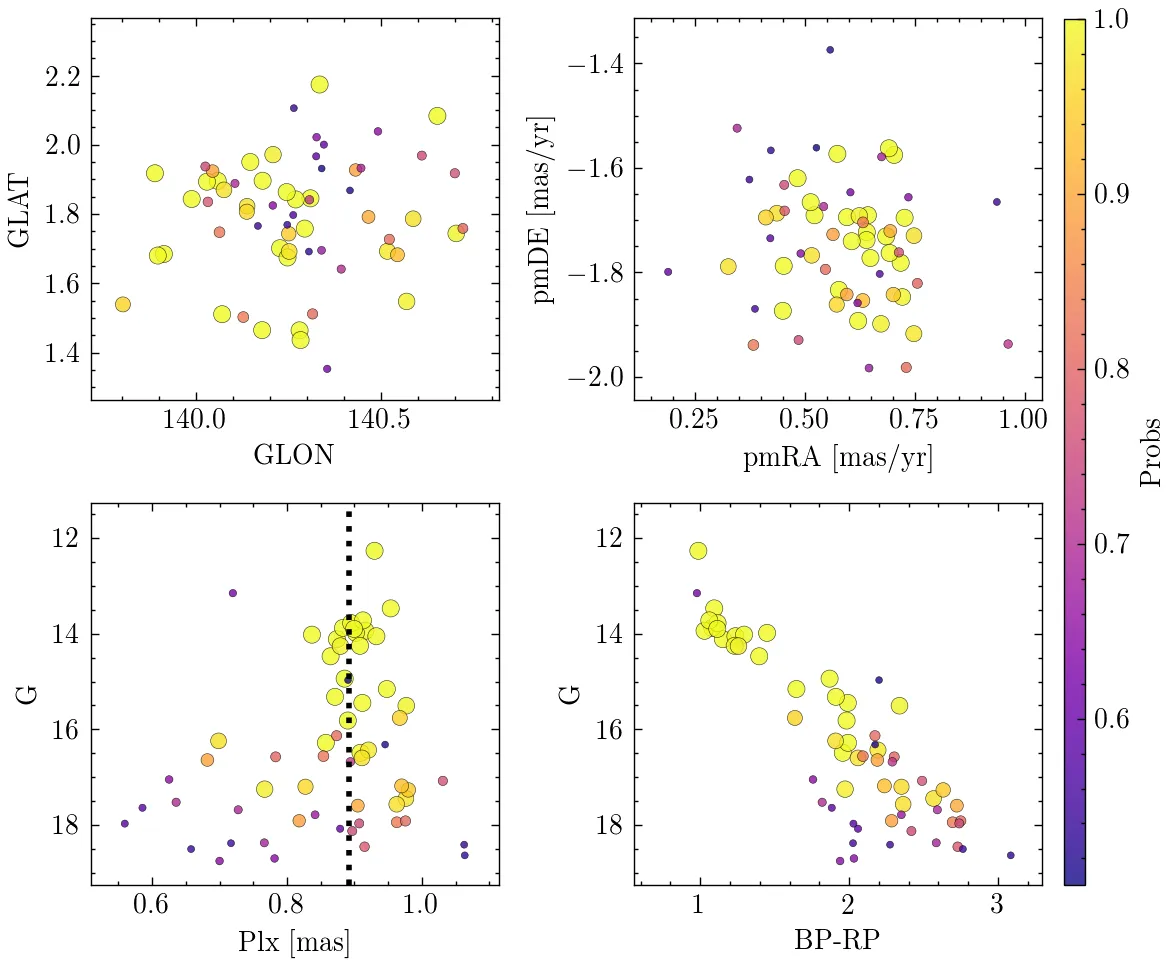 2.2
2.0
1.8
1.6
1.4
GLAT
140.0 140.5
GLON
−1.4
−1.6
−1.8
−2.0
pmDE [mas/yr]
0.25 0.50 0.75 1.00
pmRA [mas/yr]
1.0
0.9
0.8
0.7
0.6
Probs
12
14
16
18
G
0.6 0.8 1.0
Plx [mas]
12
14
16
18
G
1 2 3
BP-RP